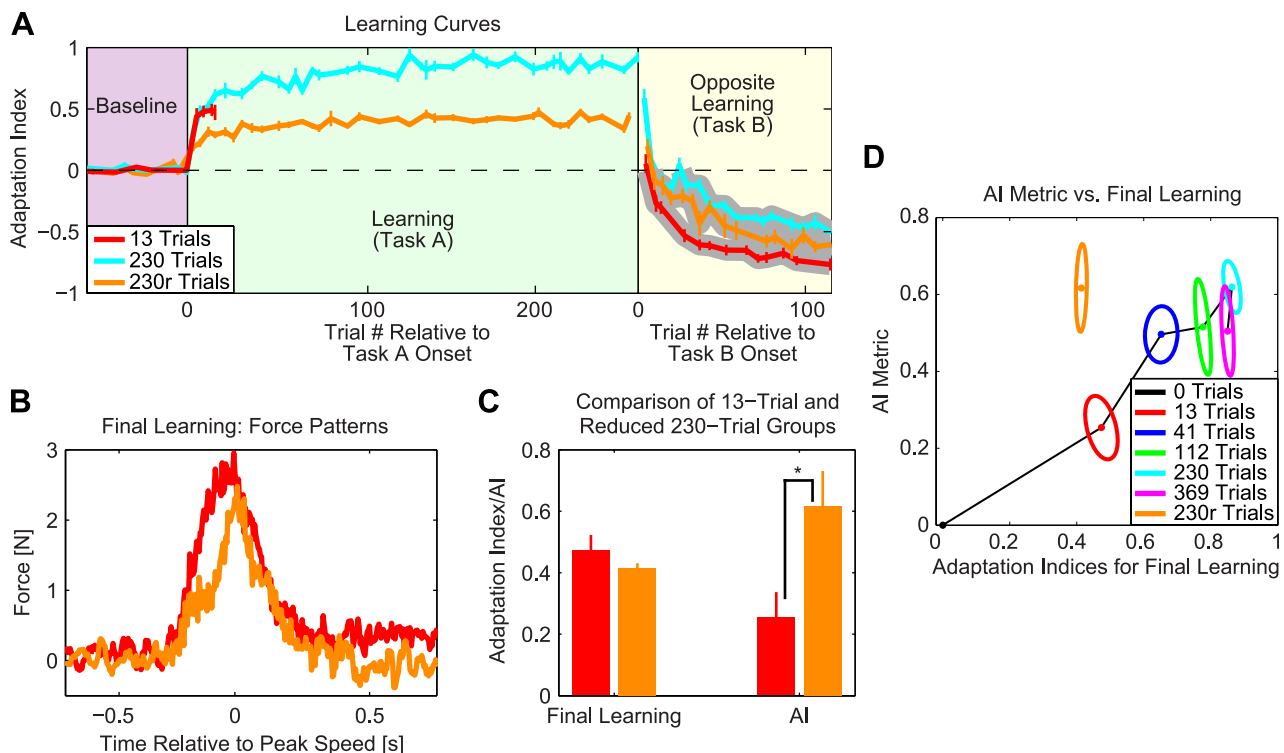 A
Learning Curves
Adaptation Index
1
0.5
0
−0.5
−1
Baseline
Learning
(Task A)
Opposite
Learning
(Task B)
13 Trials
230 Trials
230r Trials
0
100
200
0
100
Trial # Relative to
Task A Onset
Trial # Relative to
Task B Onset
B
Final Learning: Force Patterns
Force [N]
3
2
1
0
−0.5
0
0.5
Time Relative to Peak Speed [s]
C
Comparison of 13−Trial and
Reduced 230−Trial Groups
Adaptation Index/AI
0.8
0.6
0.4
0.2
0
*
Final Learning
AI
D
AI Metric vs. Final Learning
AI Metric
0.8
0.6
0.4
0.2
0
0 Trials
13 Trials
41 Trials
112 Trials
230 Trials
369 Trials
230r Trials
0
0.2
0.4
0.6
0.8
1
Adaptation Indices for Final Learning